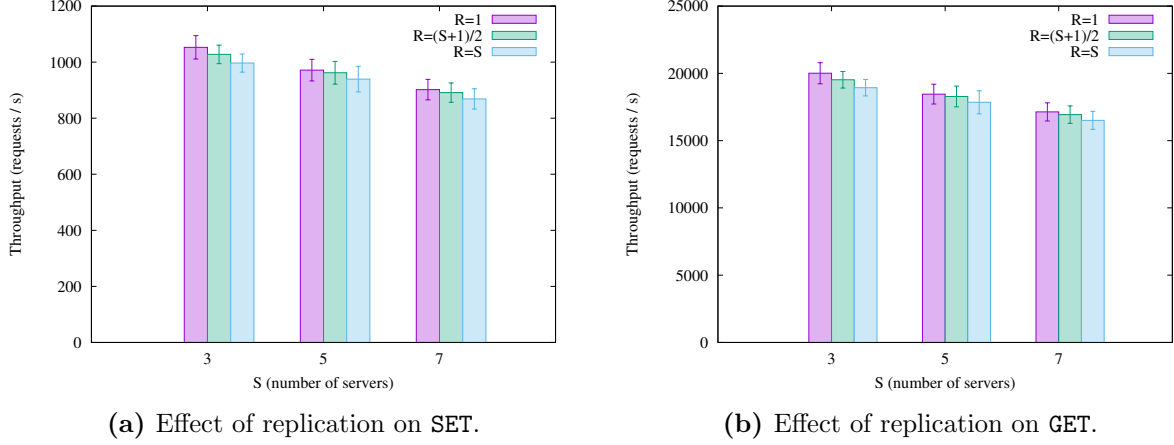 1200
1000
800
600
400
200
0
Throughput (requests / s)
R=1
R=(S+1)/2
R=S
3 5 7
S (number of servers)
(a) Effect of replication on SET.
25000
20000
15000
10000
5000
0
Throughput (requests / s)
R=1
R=(S+1)/2
R=S
3 5 7
S (number of servers)
(b) Effect of replication on GET.